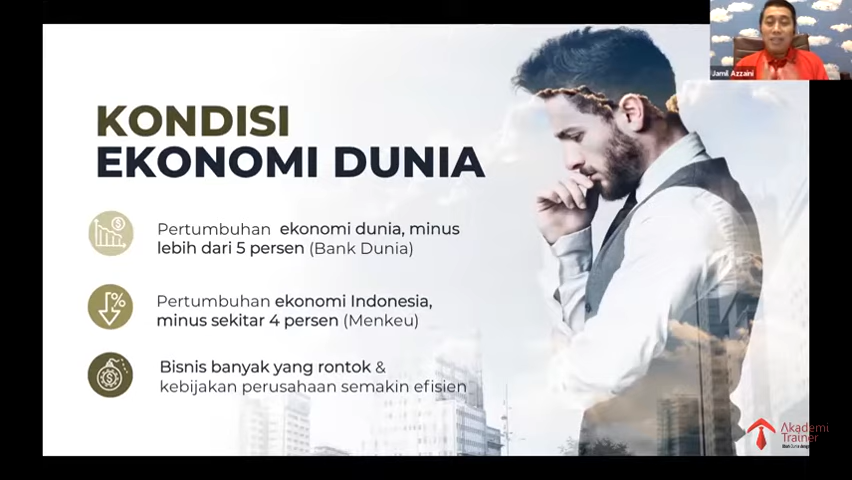 Jamil Azzaini
KONDISI
EKONOMI DUNIA
Pertumbuhan ekonomi dunia, minus
lebih dari 5 persen (Bank Dunia)
Pertumbuhan ekonomi Indonesia,
minus sekitar 4 persen (Menkeu)
Bisnis banyak yang rontok &
kebijakan perusahaan semakin efisien
Akademi
Trainer